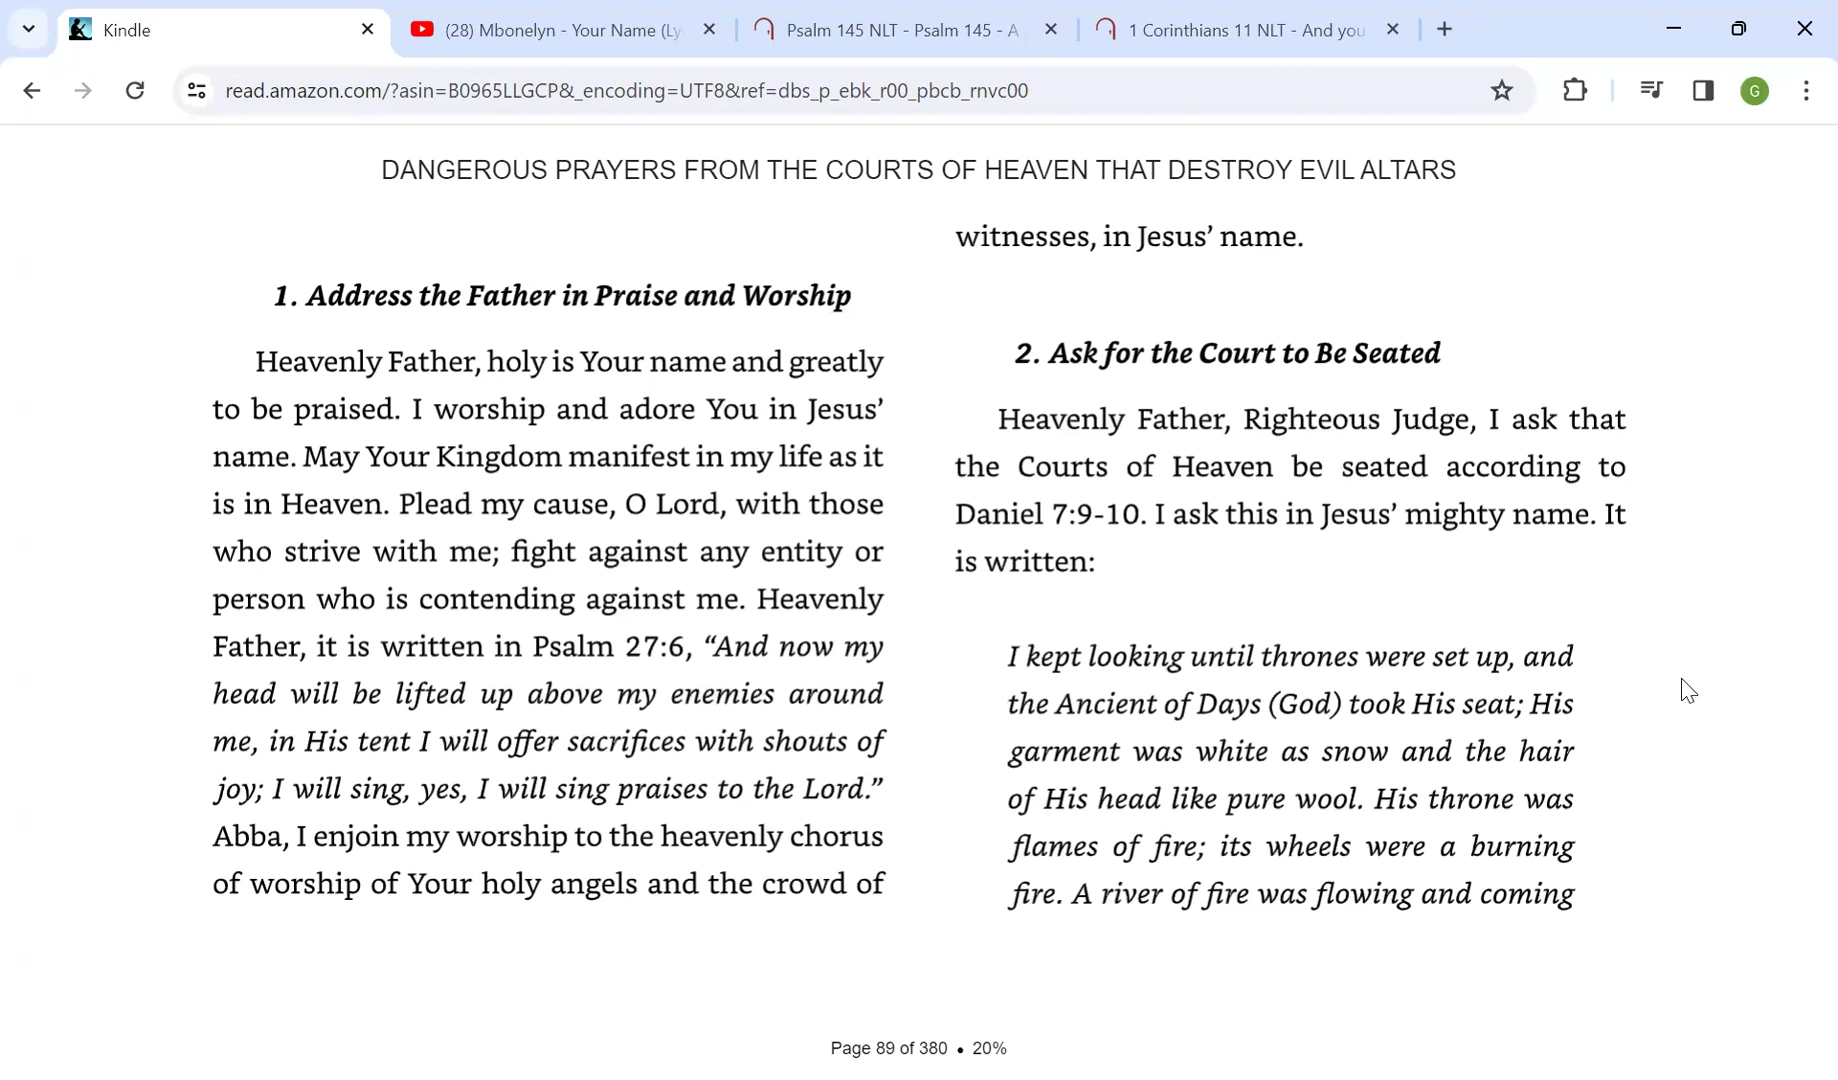 Kindle
(28) Mbonelyn - Your Name (Ly
Psalm 145 NLT - Psalm 145 - A
1 Corinthians 11 NLT - And you
read.amazon.com/?asin=B0965LLGCP&_encoding=UTF8&ref=dbs_p_ebk_r00_pbcb_rnvc00
G
DANGEROUS PRAYERS FROM THE COURTS OF HEAVEN THAT DESTROY EVIL ALTARS
1. Address the Father in Praise and Worship
Heavenly Father, holy is Your name and greatly
to be praised. I worship and adore You in Jesus’
name. May Your Kingdom manifest in my life as it
is in Heaven. Plead my cause, O Lord, with those
who strive with me; fight against any entity or
person who is contending against me. Heavenly
Father, it is written in Psalm 27:6, “And now my
head will be lifted up above my enemies around
me, in His tent I will offer sacrifices with shouts of
joy; I will sing, yes, I will sing praises to the Lord.”
Abba, I enjoin my worship to the heavenly chorus
of worship of Your holy angels and the crowd of
witnesses, in Jesus’ name.
2. Ask for the Court to Be Seated
Heavenly Father, Righteous Judge, I ask that
the Courts of Heaven be seated according to
Daniel 7:9-10. I ask this in Jesus’ mighty name. It
is written:
I kept looking until thrones were set up, and
the Ancient of Days (God) took His seat; His
garment was white as snow and the hair
of His head like pure wool. His throne was
flames of fire; its wheels were a burning
fire. A river of fire was flowing and coming
Page 89 of 380 • 20%